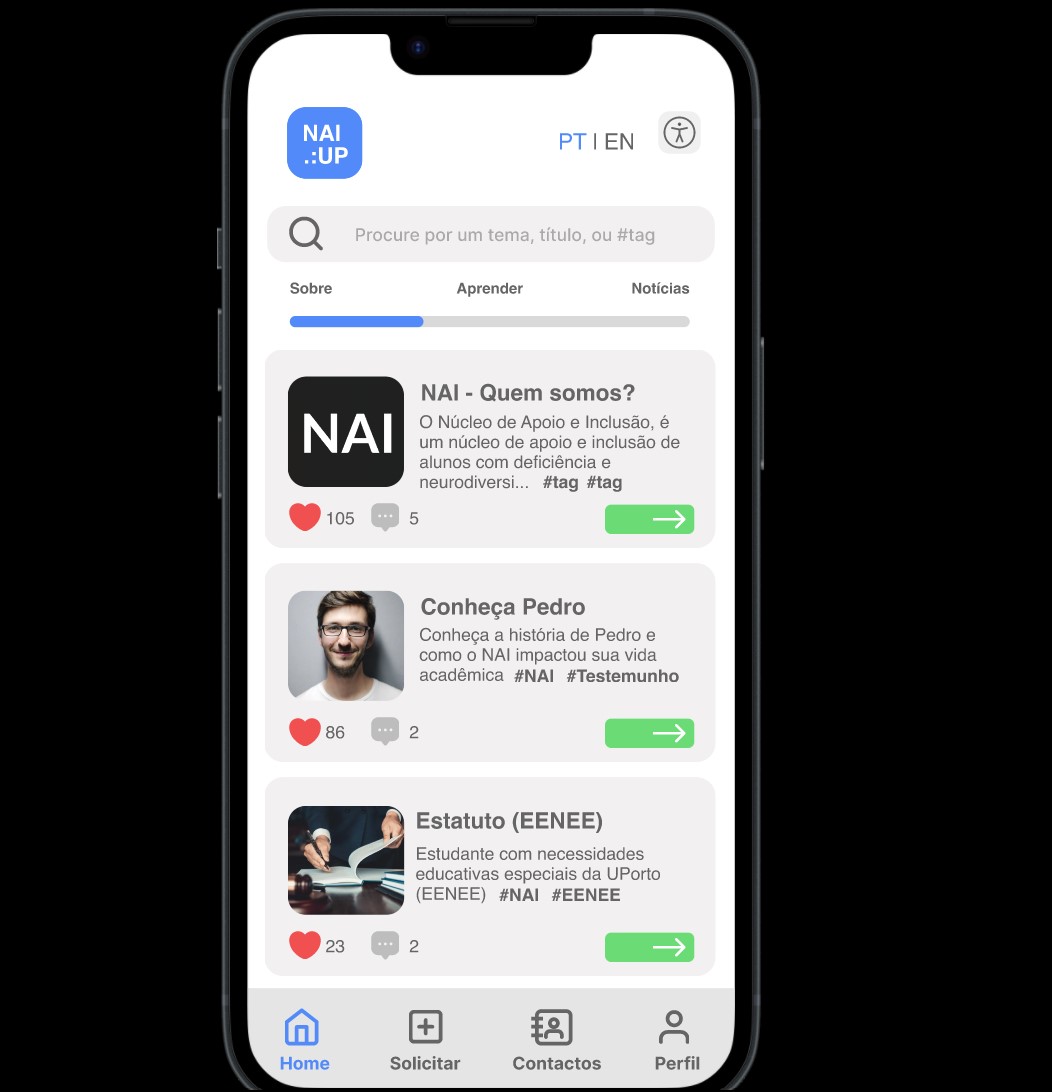 NAI
.:UP
PT | EN
Procure por um tema, título, ou #tag
Sobre
Aprender
Notícias
NAI
NAI - Quem somos?
O Núcleo de Apoio e Inclusão, é
um núcleo de apoio e inclusão de
alunos com deficiência e
neurodiversi... #tag #tag
105
5
Conheça Pedro
Conheça a história de Pedro e
como o NAI impactou sua vida
acadêmica #NAI #Testemunho
86
2
Estatuto (EENEE)
Estudante com necessidades
educativas especiais da UPorto
(EENEE) #NAI #EENEE
23
2
Home
Solicitar
Contactos
Perfil